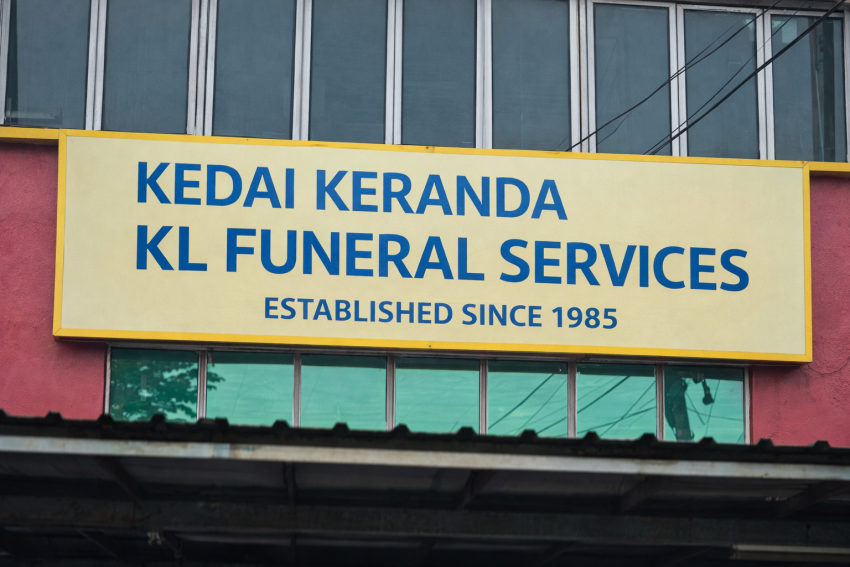 KEDAI KERANDA
KL FUNERAL SERVICES
ESTABLISHED SINCE 1985